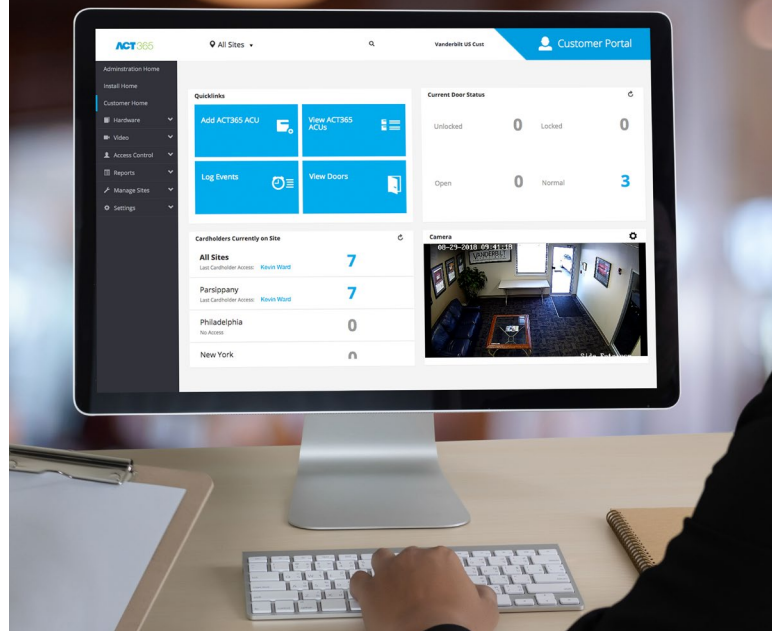 ACT365
All Sites
Vanderbilt US Cust
Customer Portal
Adminstration Home
Install Home
Customer Home
Hardware
Video
Access Control
Reports
Manage Sites
Settings
Quicklinks
Add ACT365 ACU
View ACT365
ACUs
Log Events
View Doors
Current Door Status
Unlocked 0 Locked 0
Open 0 Normal 3
Cardholders Currently on Site
All Sites 7
Last Cardholder Access: Kevin Ward
Parsippany 7
Last Cardholder Access: Kevin Ward
Philadelphia 0
No Access
New York
Camera
08-29-2018 09:41:18
VANDERBILT